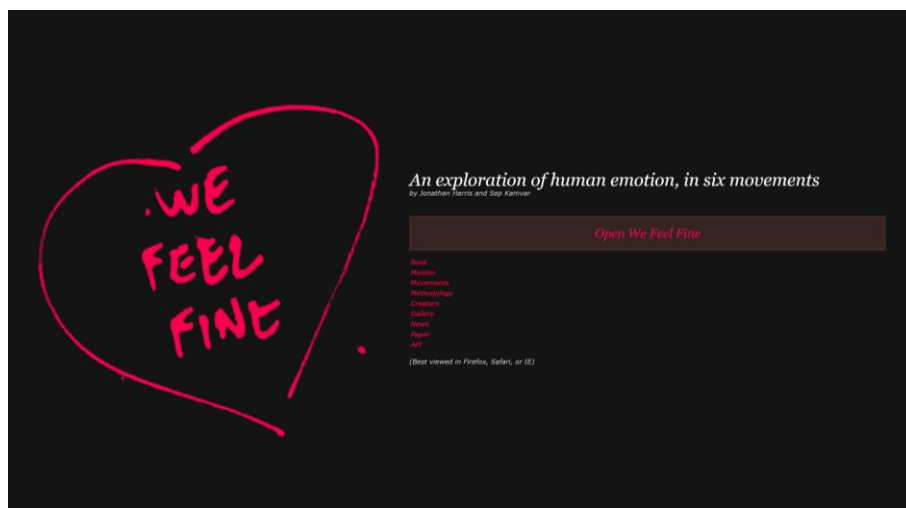 WE
FEEL
FINE
An exploration of human emotion, in six movements
by Jonathan Harris and Sep Kamvar
Open We Feel Fine
Book
Mission
Movements
Methodology
Creators
Gallery
News
Paper
API
(Best viewed in Firefox, Safari, or IE)